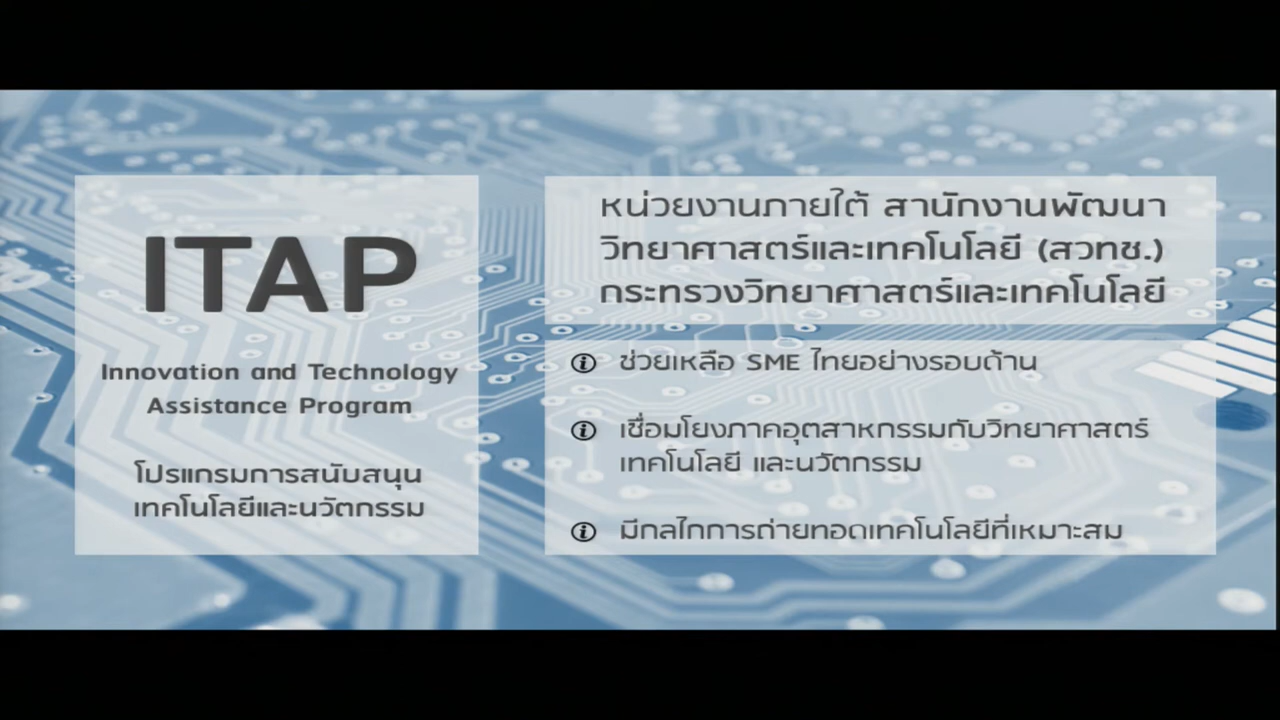 ITAP
Innovation and Technology
Assistance Program
โปรแกรมการสนับสนุน
เทคโนโลยีและนวัตกรรม
หน่วยงานภายใต้ สานักงานพัฒนา
วิทยาศาสตร์และเทคโนโลยี (สวทช.)
กระทรวงวิทยาศาสตร์และเทคโนโลยี
ช่วยเหลือ SME ไทยอย่างรอบด้าน
เชื่อมโยงภาคอุตสาหกรรมกับวิทยาศาสตร์
เทคโนโลยี และนวัตกรรม
มีกลไกการถ่ายทอดเทคโนโลยีที่เหมาะสม